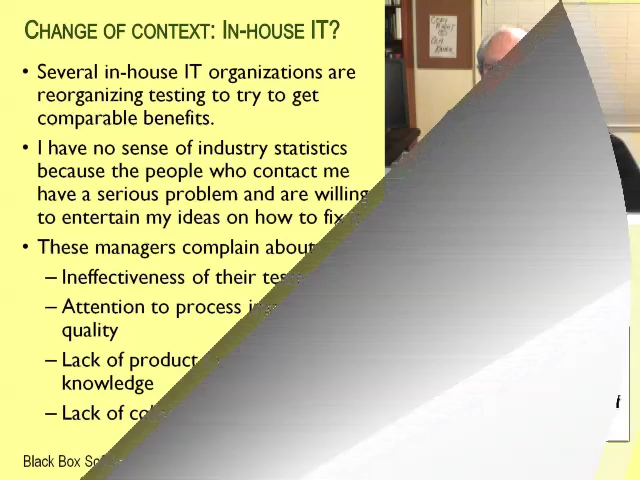 CHANGE OF CONTEXT: IN-HOUSE IT?
• Several in-house IT organizations are
reorganizing testing to try to get
comparable benefits.
• I have no sense of industry statistics
because the people who contact me
have a serious problem and are willing
to entertain my ideas on how to fix
• These managers complain about
– Ineffectiveness of their
– Attention to process
quality
– Lack of product
knowledge
– Lack of
Black Box